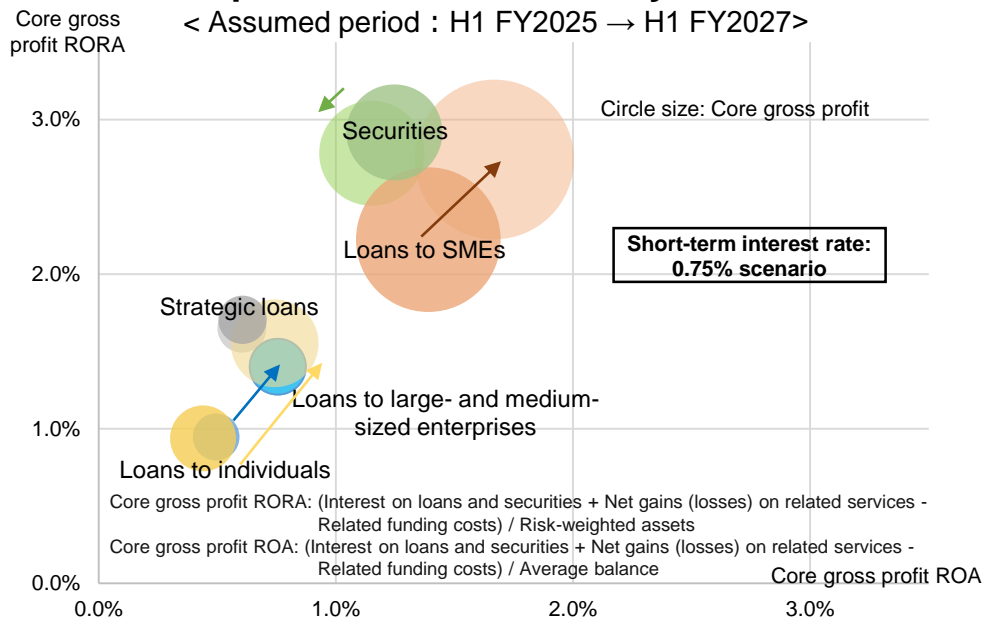 Core gross
profit RORA
< Assumed period : H1 FY2025 → H1 FY2027>
3.0%
Circle size: Core gross profit
Securities
Short-term interest rate:
0.75% scenario
Loans to SMEs
2.0%
Strategic loans
Loans to large- and medium-
sized enterprises
1.0%
Loans to individuals
Core gross profit RORA: (Interest on loans and securities + Net gains (losses) on related services -
Related funding costs) / Risk-weighted assets
Core gross profit ROA: (Interest on loans and securities + Net gains (losses) on related services -
Related funding costs) / Average balance
0.0%
Core gross profit ROA
0.0%
1.0%
2.0%
3.0%